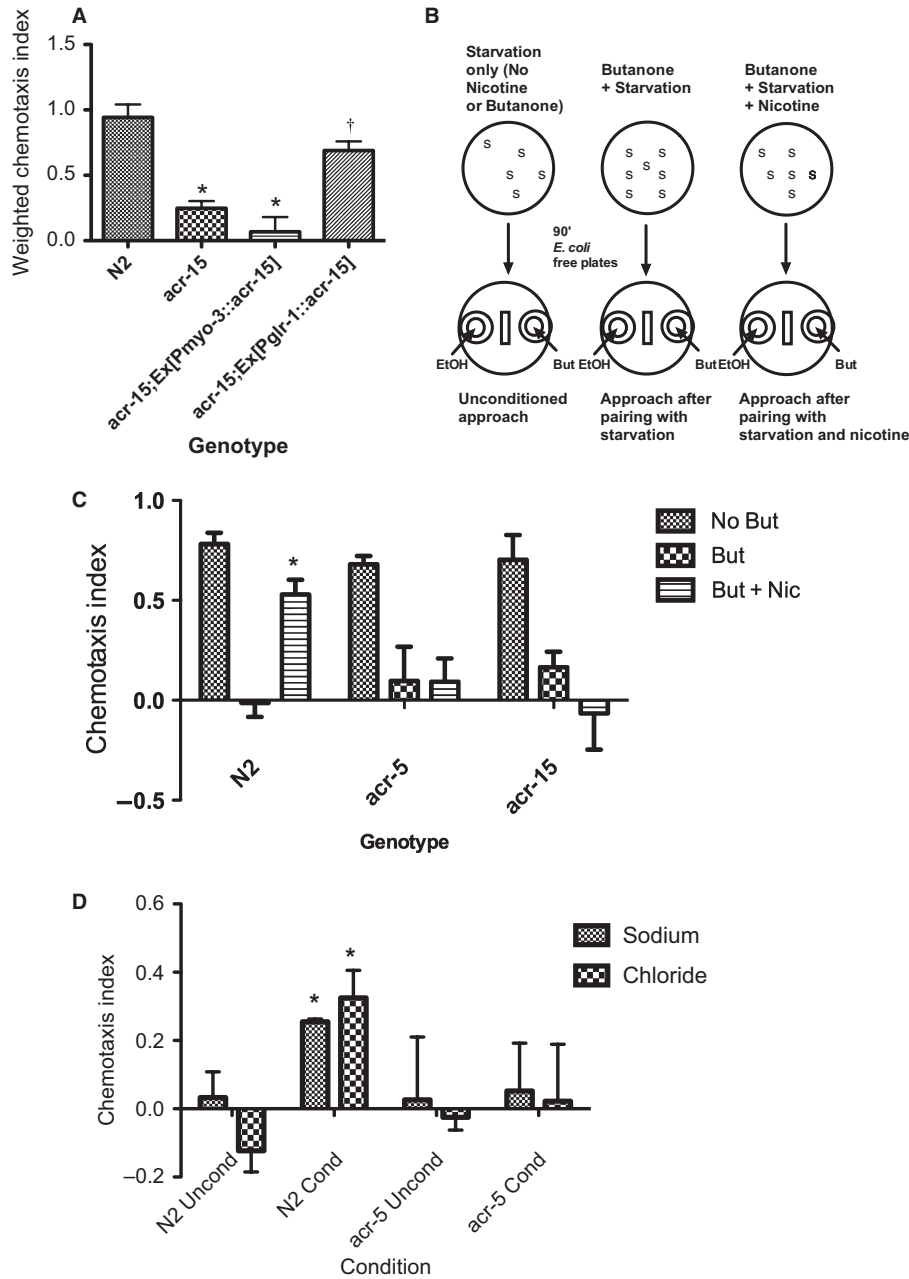 A
1.5
1.0
0.5
0.0
Weighted chemotaxis index
*
*
†
N2
acr-15
acr-15;Ex[Pmyo-3::acr-15]
acr-15;Ex[Pglr-1::acr-15]
Genotype
B
Starvation
only (No
Nicotine
or Butanone)
Butanone
+ Starvation
Butanone
+ Starvation
+ Nicotine
S
S
S S
S
S S
S
S S
S S
S S
S S S
S
90'
E. coli
free plates
EtOH
But
EtOH
But
EtOH
But
Unconditioned
approach
Approach after
pairing with
starvation
Approach after
pairing with
starvation and nicotine
C
1.0
0.5
0.0
–0.5
Chemotaxis index
*
N2
acr-5
acr-15
Genotype
No But
But
But + Nic
D
0.6
0.4
0.2
0.0
–0.2
Chemotaxis index
*
*
N2 Uncond
N2 Cond
acr-5 Uncond
acr-5 Cond
Condition
Sodium
Chloride